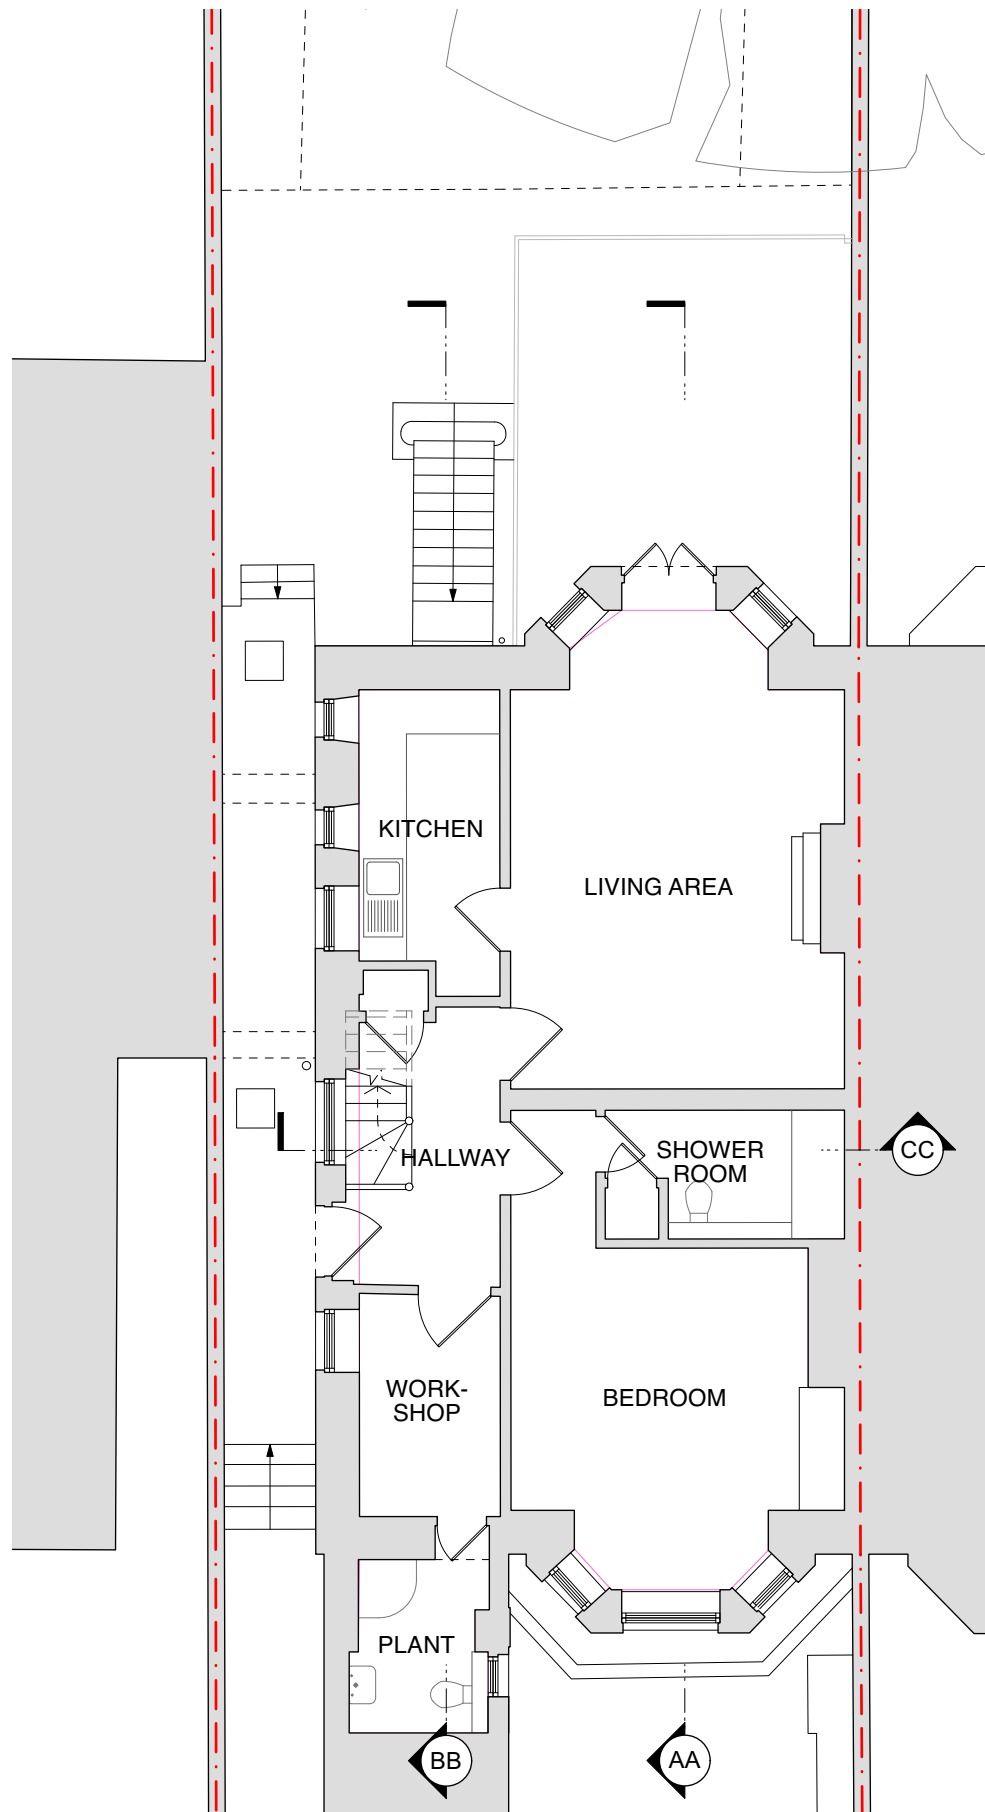 KITCHEN
LIVING AREA
HALLWAY
SHOWER
ROOM
CC
WORK-
SHOP
BEDROOM
PLANT
BB
AA